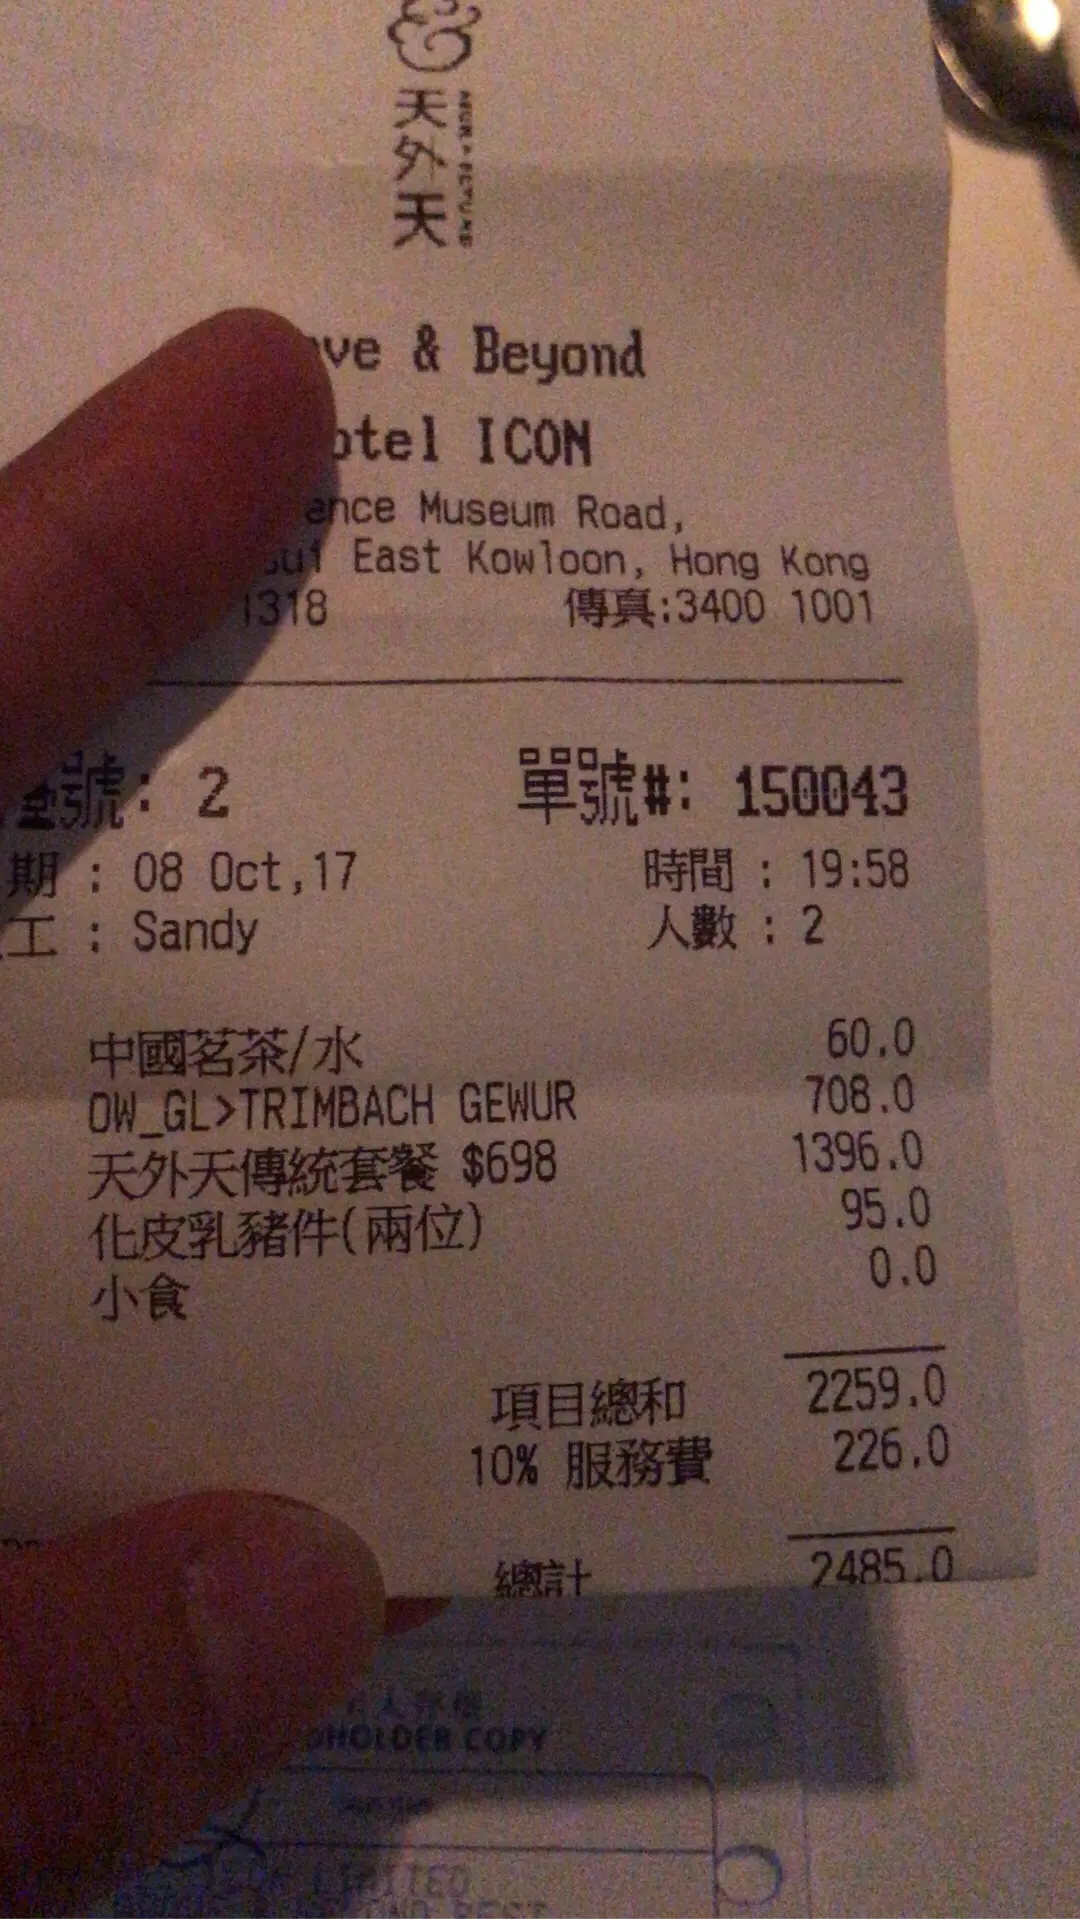 天外天
ve & Beyond
otel ICON
ence Museum Road,
sui East Kowloon, Hong Kong
1318 傳真:3400 1001
號: 2 單號#: 150043
期 : 08 Oct,17 時間 : 19:58
工 : Sandy 人數 : 2
中國茗茶/水 60.0
OW_GL>TRIMBACH GEWUR 708.0
天外天傳統套餐 $698 1396.0
化皮乳豬件(兩位) 95.0
小食 0.0
項目總和 2259.0
10% 服務費 226.0
總計 2485.0
HOLDER COPY
LIMITED